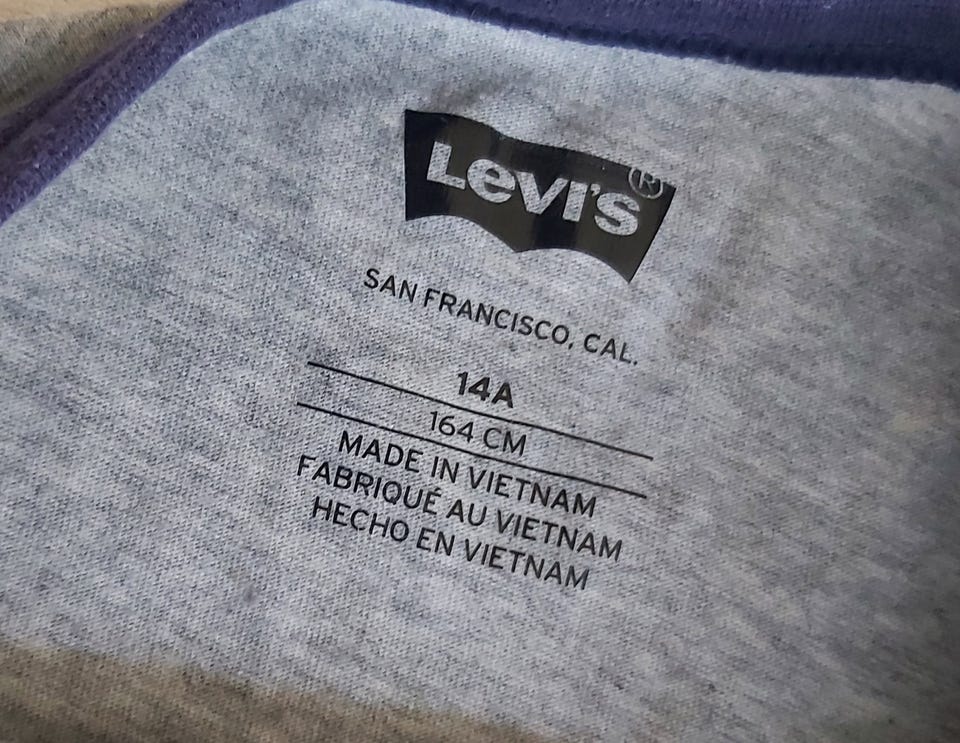 Levi's®
SAN FRANCISCO, CAL.
14A
164 CM
MADE IN VIETNAM
FABRIQUÉ AU VIETNAM
HECHO EN VIETNAM